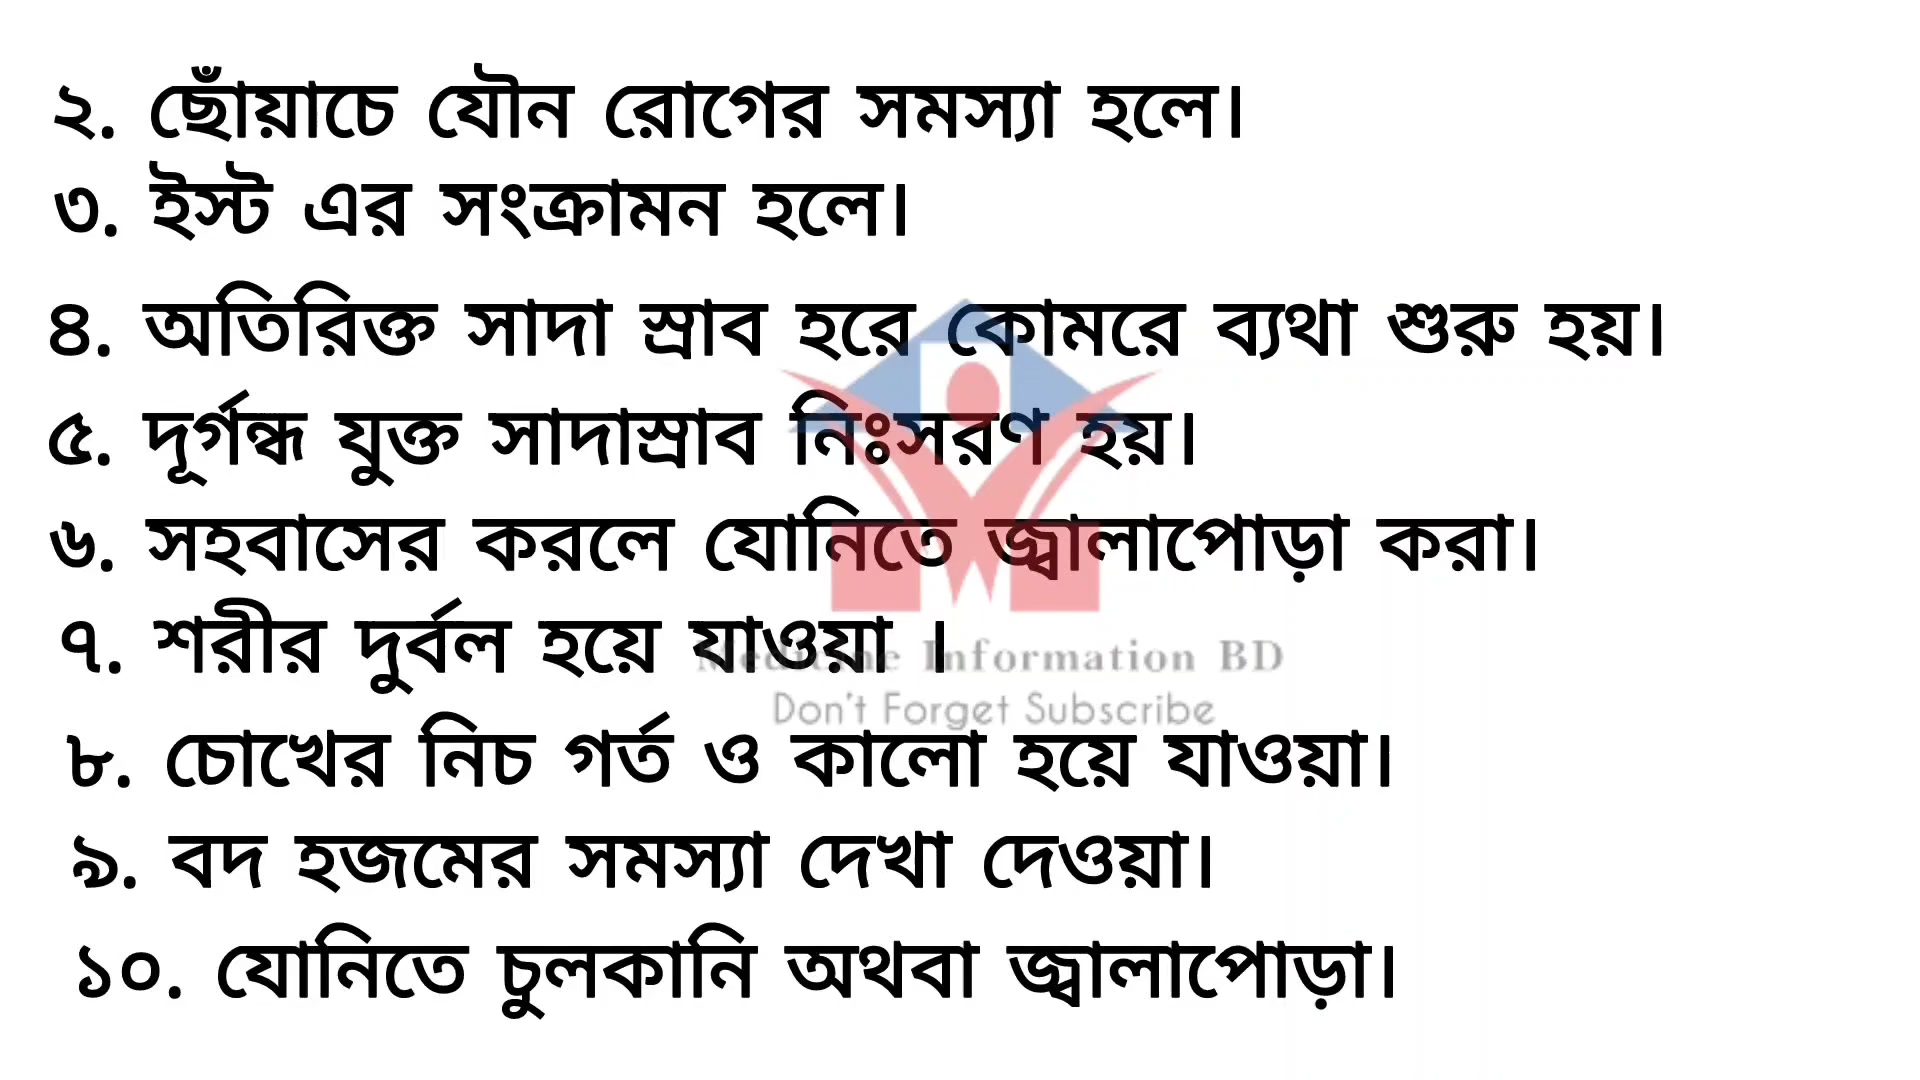 ২. ছোঁয়াচে যৌন রোগের সমস্যা হলে।
৩. ইস্ট এর সংক্রামন হলে।
৪. অতিরিক্ত সাদা স্রাব হরে কোমরে ব্যথা শুরু হয়।
৫. দূর্গন্ধ যুক্ত সাদাস্রাব নিঃসরণ হয়।
৬. সহবাসের করলে যোনিতে জ্বালাপোড়া করা।
৭. শরীর দুর্বল হয়ে যাওয়া ।
Medicine Information BD
Don't Forget Subscribe
৮. চোখের নিচ গর্ত ও কালো হয়ে যাওয়া।
৯. বদ হজমের সমস্যা দেখা দেওয়া।
১০. যোনিতে চুলকানি অথবা জ্বালাপোড়া।